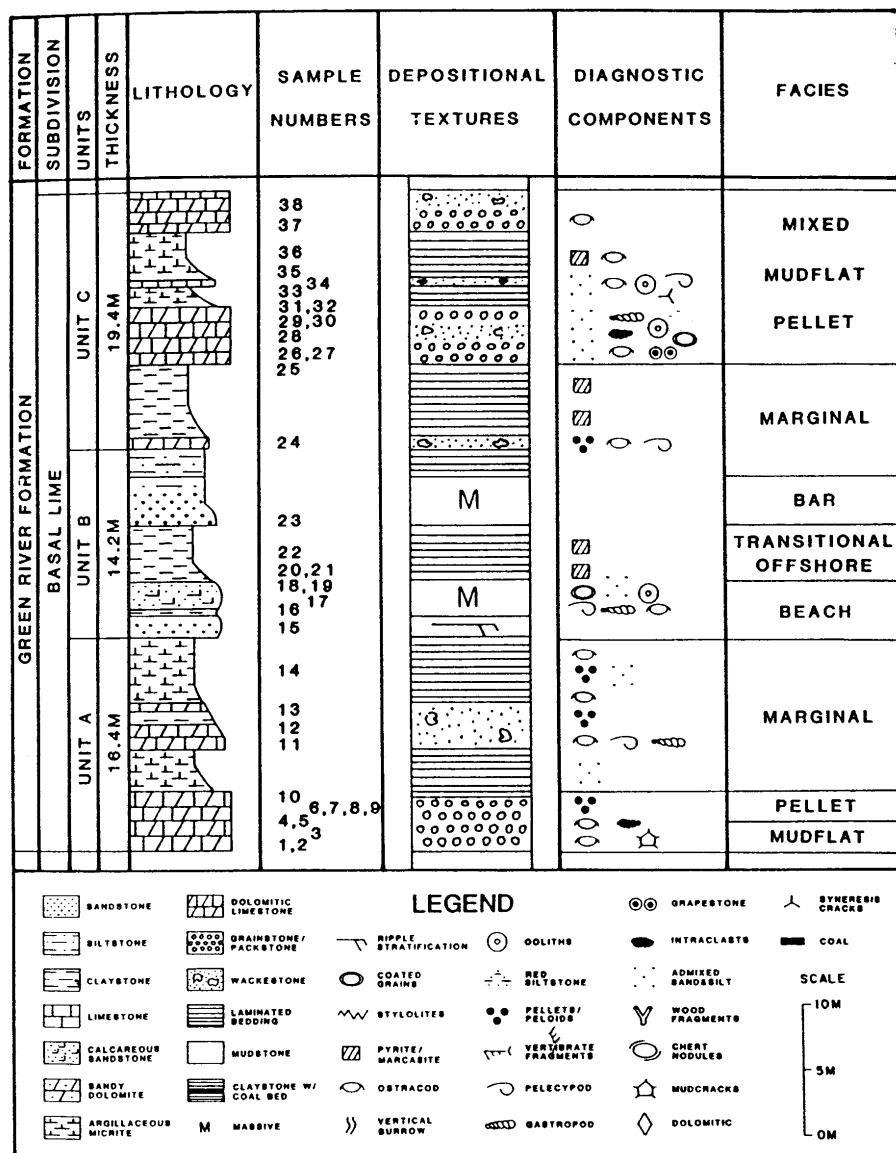 FORMATION
SUBDIVISION
UNITS
THICKNESS
LITHOLOGY
SAMPLE NUMBERS
DEPOSITIONAL TEXTURES
DIAGNOSTIC COMPONENTS
FACIES
GREEN RIVER FORMATION
BASAL LIME
UNIT C
19.4M
UNIT B
14.2M
UNIT A
16.4M
38
37
36
35
34
33
31,32
29,30
28
26,27
25
24
23
22
20,21
18,19
17
16
15
14
13
12
11
10
6,7,8,9
4,5
3
1,2
M
M
MIXED
MUDFLAT
PELLET
MARGINAL
BAR
TRANSITIONAL
OFFSHORE
BEACH
MARGINAL
PELLET
MUDFLAT
LEGEND
SANDSTONE
SILTSTONE
CLAYSTONE
LIMESTONE
CALCAREOUS
SANDSTONE
SANDY
DOLOMITE
ARGILLACEOUS
MICRITE
DOLOMITIC
LIMESTONE
GRAINSTONE/
PACKSTONE
WACKESTONE
LAMINATED
BEDDING
MUDSTONE
CLAYSTONE W/
COAL BED
M MASSIVE
RIPPLE
STRATIFICATION
COATED
GRAINS
STYLOLITES
PYRITE/
MARCASITE
OSTRACOD
VERTICAL
BURROW
OOLITHS
RED
SILTSTONE
PELLETS/
PELOIDS
VERTEBRATE
FRAGMENTS
PELECYPOD
GASTROPOD
GRAPESTONE
INTRACLASTS
ADMIXED
SAND&SILT
WOOD
FRAGMENTS
CHERT
NODULES
MUDCRACKS
DOLOMITIC
SYNERESIS
CRACKS
COAL
SCALE
10M
5M
0M